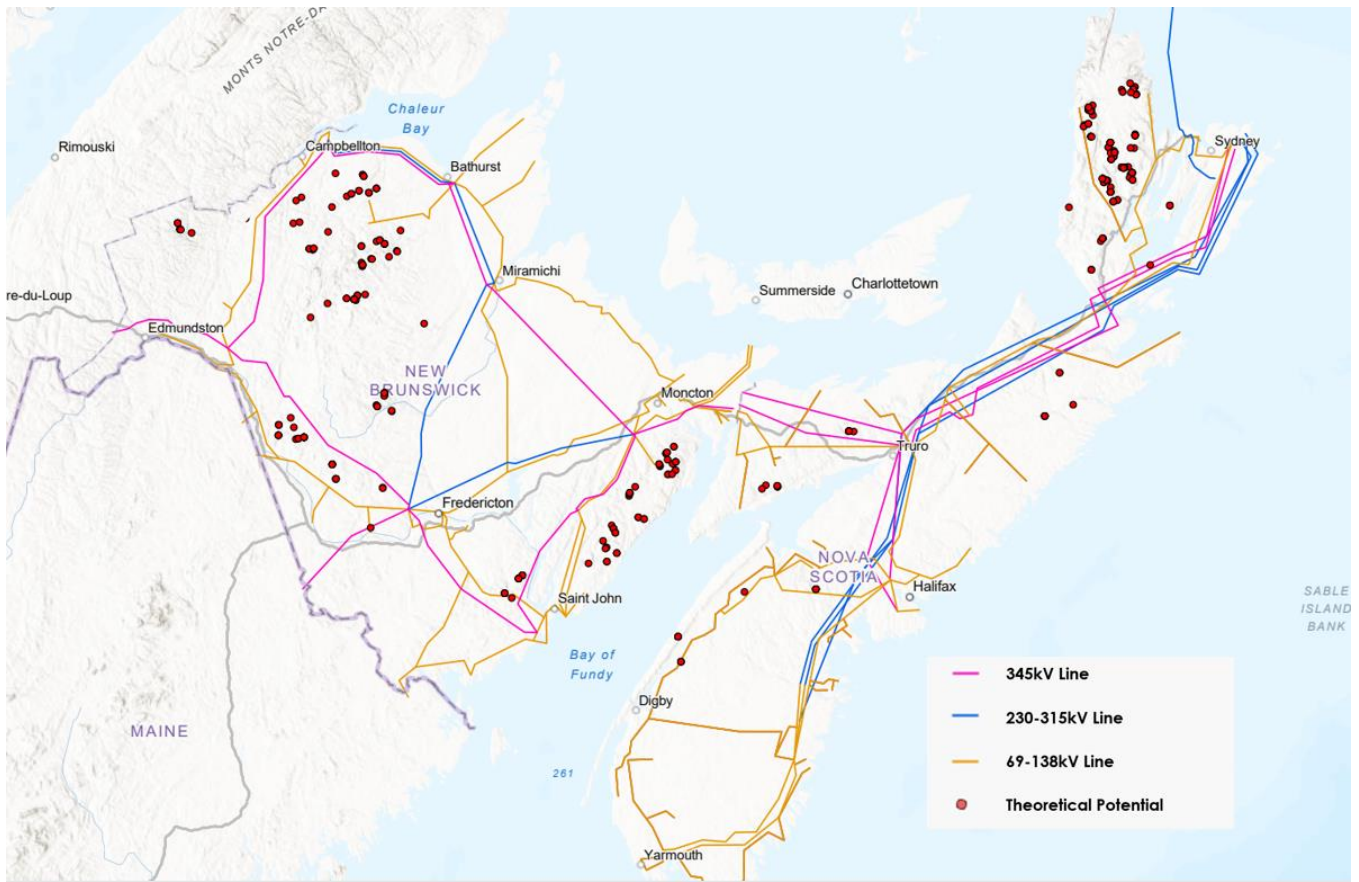 MONTS NOTRE-DA
Chaleur
Bay
Rimouski
Campbellton
Bathurst
Sydney
Miramichi
Summerside
Charlottetown
re-du-Loup
Edmundston
NEW
BRUNSWICK
Moncton
Truro
Fredericton
NOVA
SCOTIA
Halifax
Saint John
SABLE
ISLAND
BANK
Bay of
Fundy
Digby
MAINE
261
Yarmouth
345kV Line
230-315kV Line
69-138kV Line
Theoretical Potential